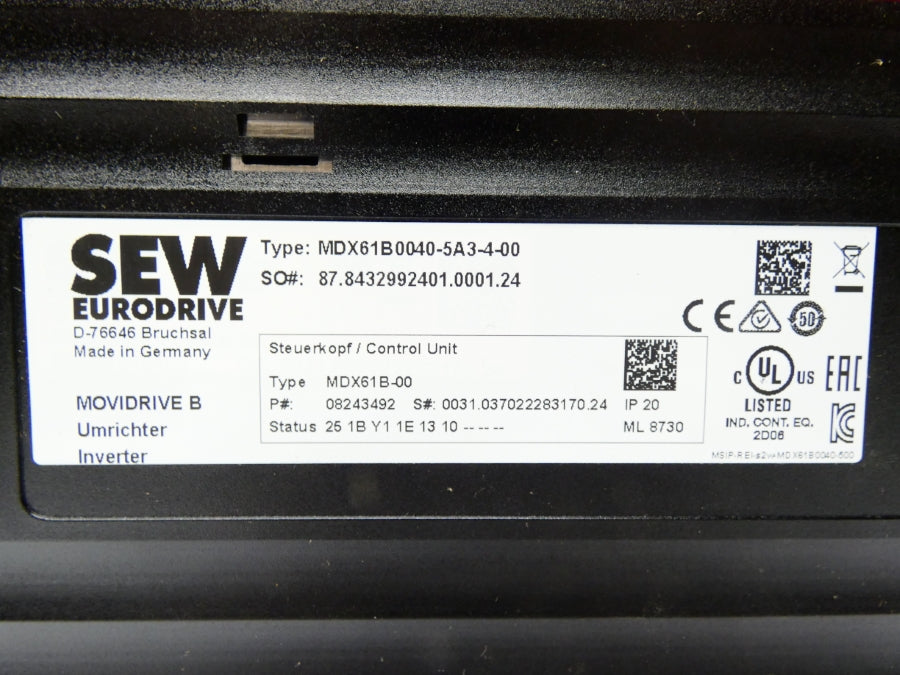 SEW
EURODRIVE
D-76646 Bruchsal
Made in Germany
MOVIDRIVE B
Umrichter
Inverter
Type: MDX61B0040-5A3-4-00
SO#: 87.8432992401.0001.24
Steuerkopf / Control Unit
Type MDX61B-00
P#: 08243492 S#: 0031.037022283170.24 IP 20
Status 25 1B Y1 1E 13 10 -- -- -- ML 8730
CE 50
C UL US EAC
LISTED
IND. CONT. EQ.
2D06